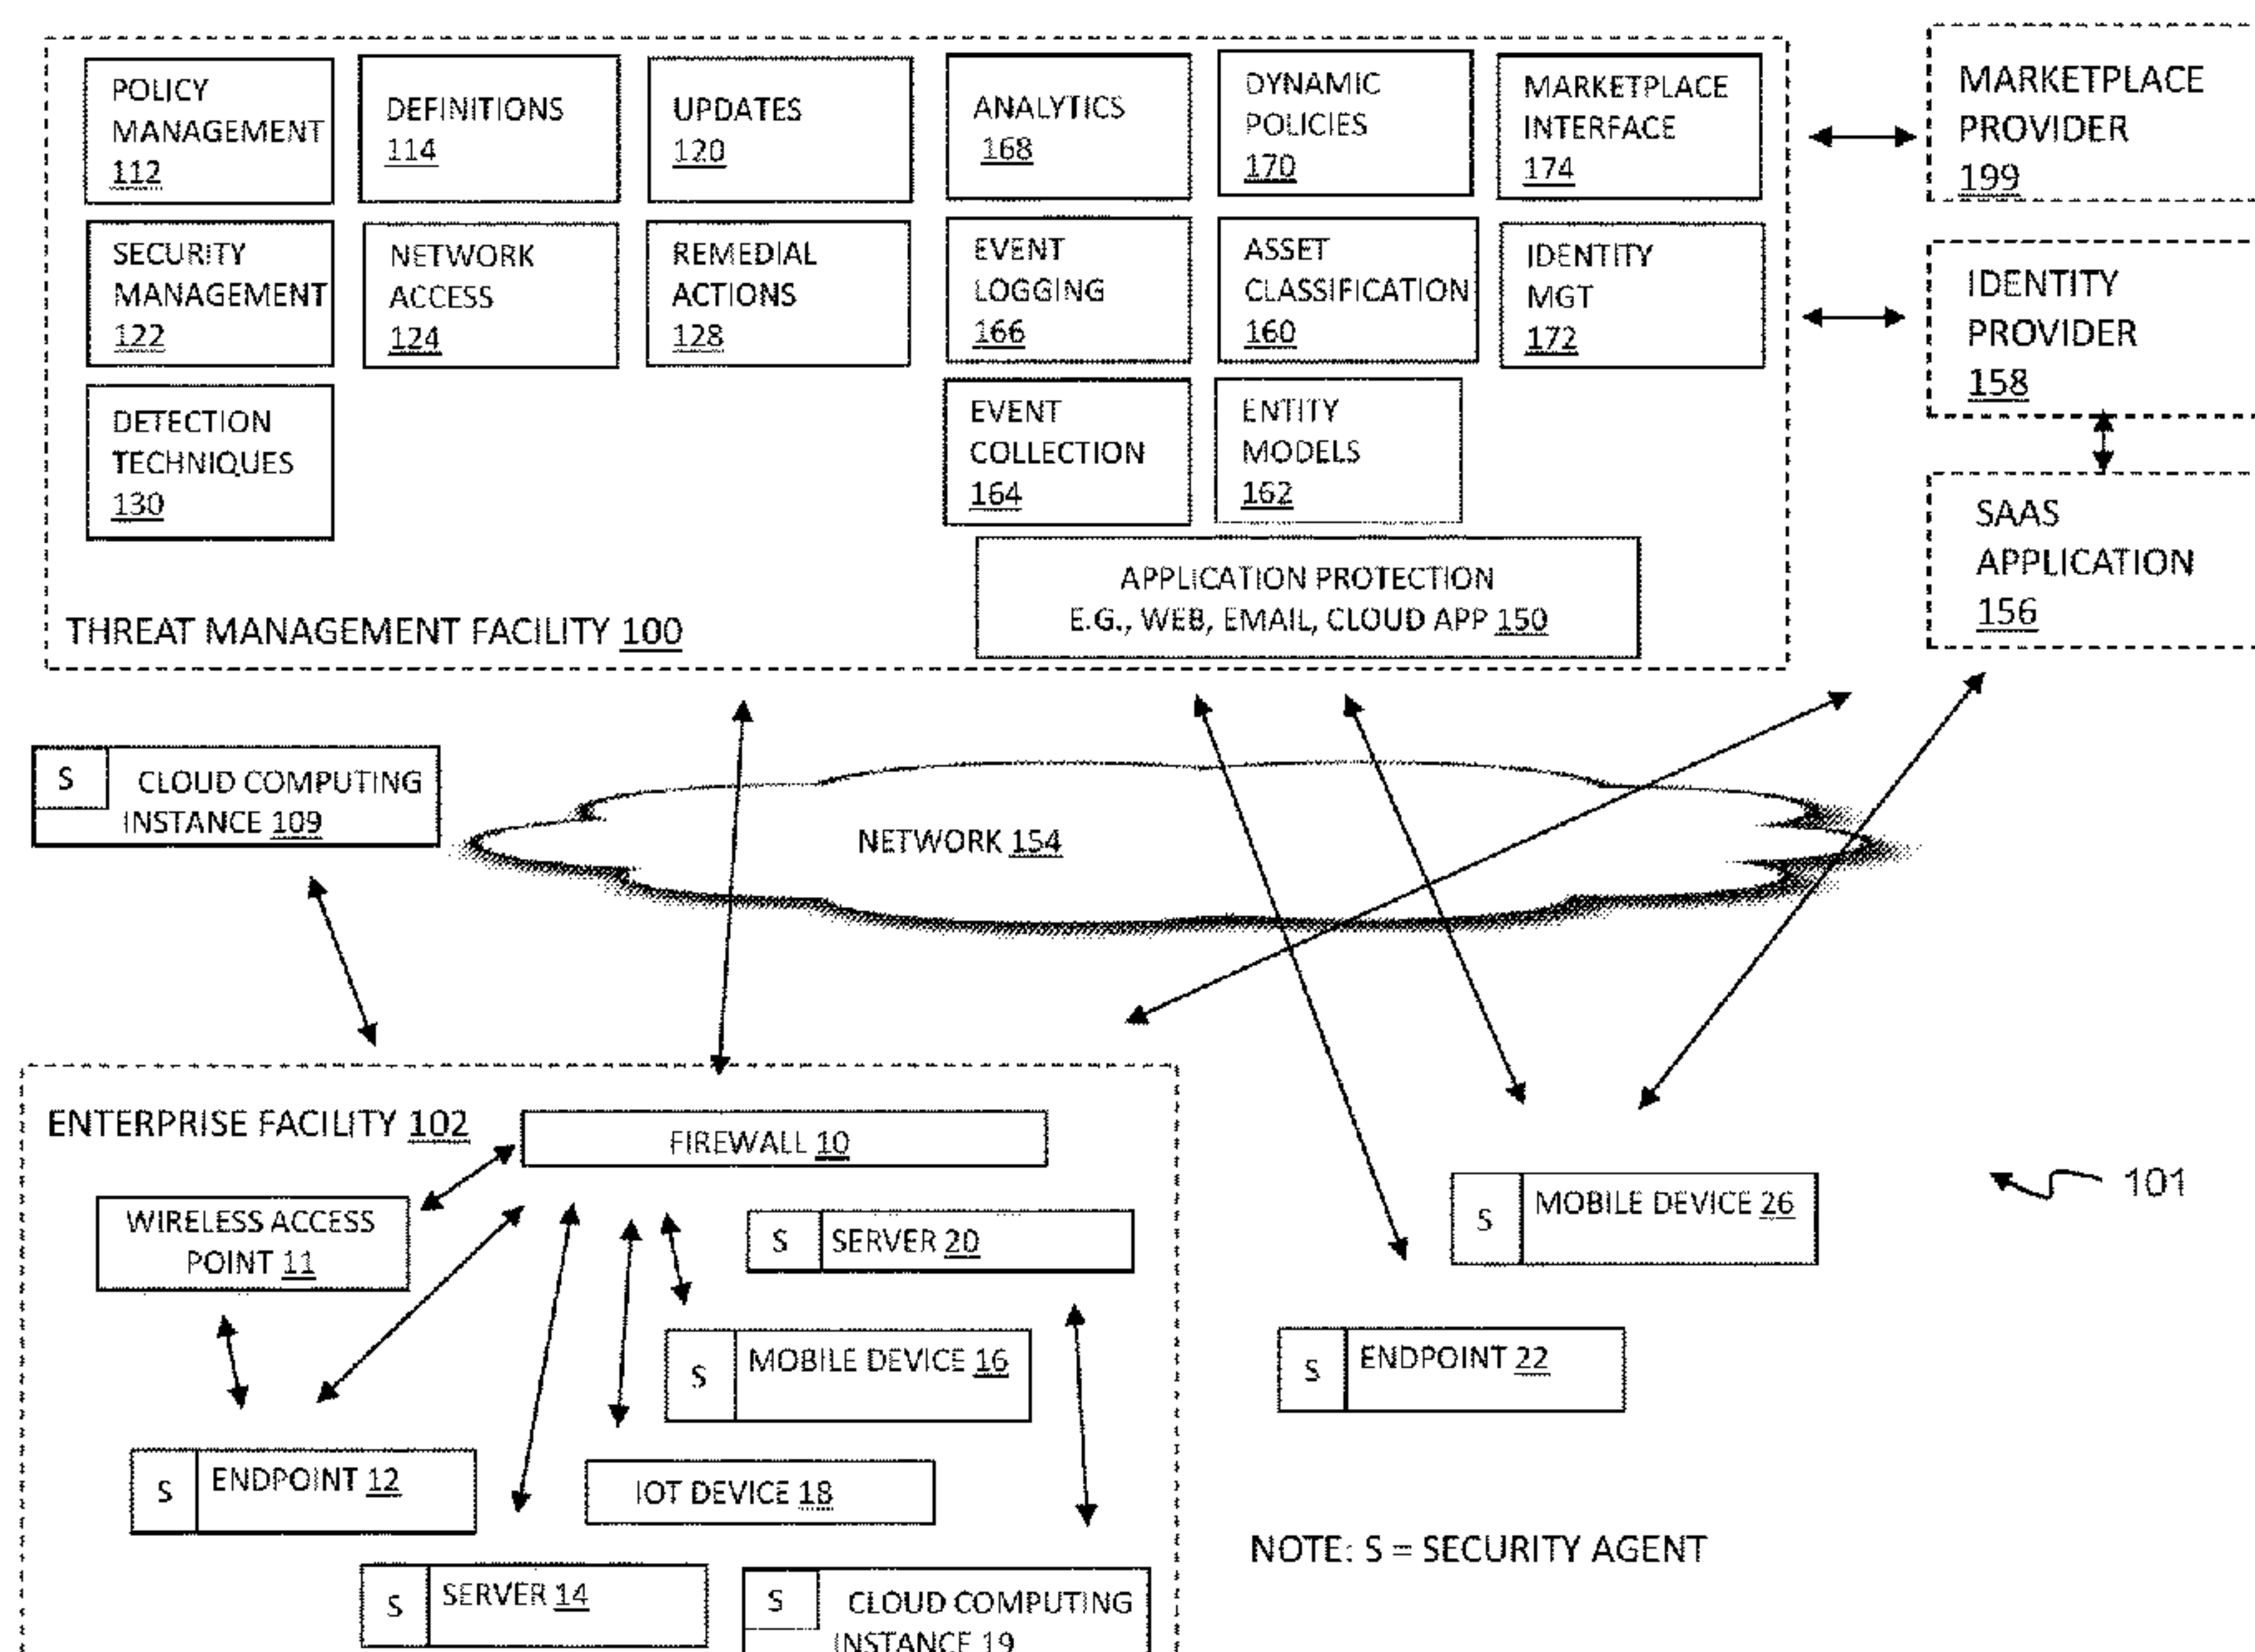 POLICY
MANAGEMENT
112
DEFINITIONS
114
UPDATES
120
ANALYTICS
168
DYNAMIC
POLICIES
170
MARKETPLACE
INTERFACE
174
MARKETPLACE
PROVIDER
199
SECURITY
MANAGEMENT
122
NETWORK
ACCESS
124
REMEDIAL
ACTIONS
128
EVENT
LOGGING
166
ASSET
CLASSIFICATION
160
IDENTITY
MGT
172
IDENTITY
PROVIDER
158
DETECTION
TECHNIQUES
130
EVENT
COLLECTION
164
ENTITY
MODELS
162
SAAS
APPLICATION
156
APPLICATION PROTECTION
E.G., WEB, EMAIL, CLOUD APP 150
THREAT MANAGEMENT FACILITY 100
S CLOUD COMPUTING
INSTANCE 109
NETWORK 154
ENTERPRISE FACILITY 102
FIREWALL 10
WIRELESS ACCESS
POINT 11
S SERVER 20
S MOBILE DEVICE 26
101
S MOBILE DEVICE 16
S ENDPOINT 22
S ENDPOINT 12
IOT DEVICE 18
NOTE: S = SECURITY AGENT
S SERVER 14
S CLOUD COMPUTING
INSTANCE 19